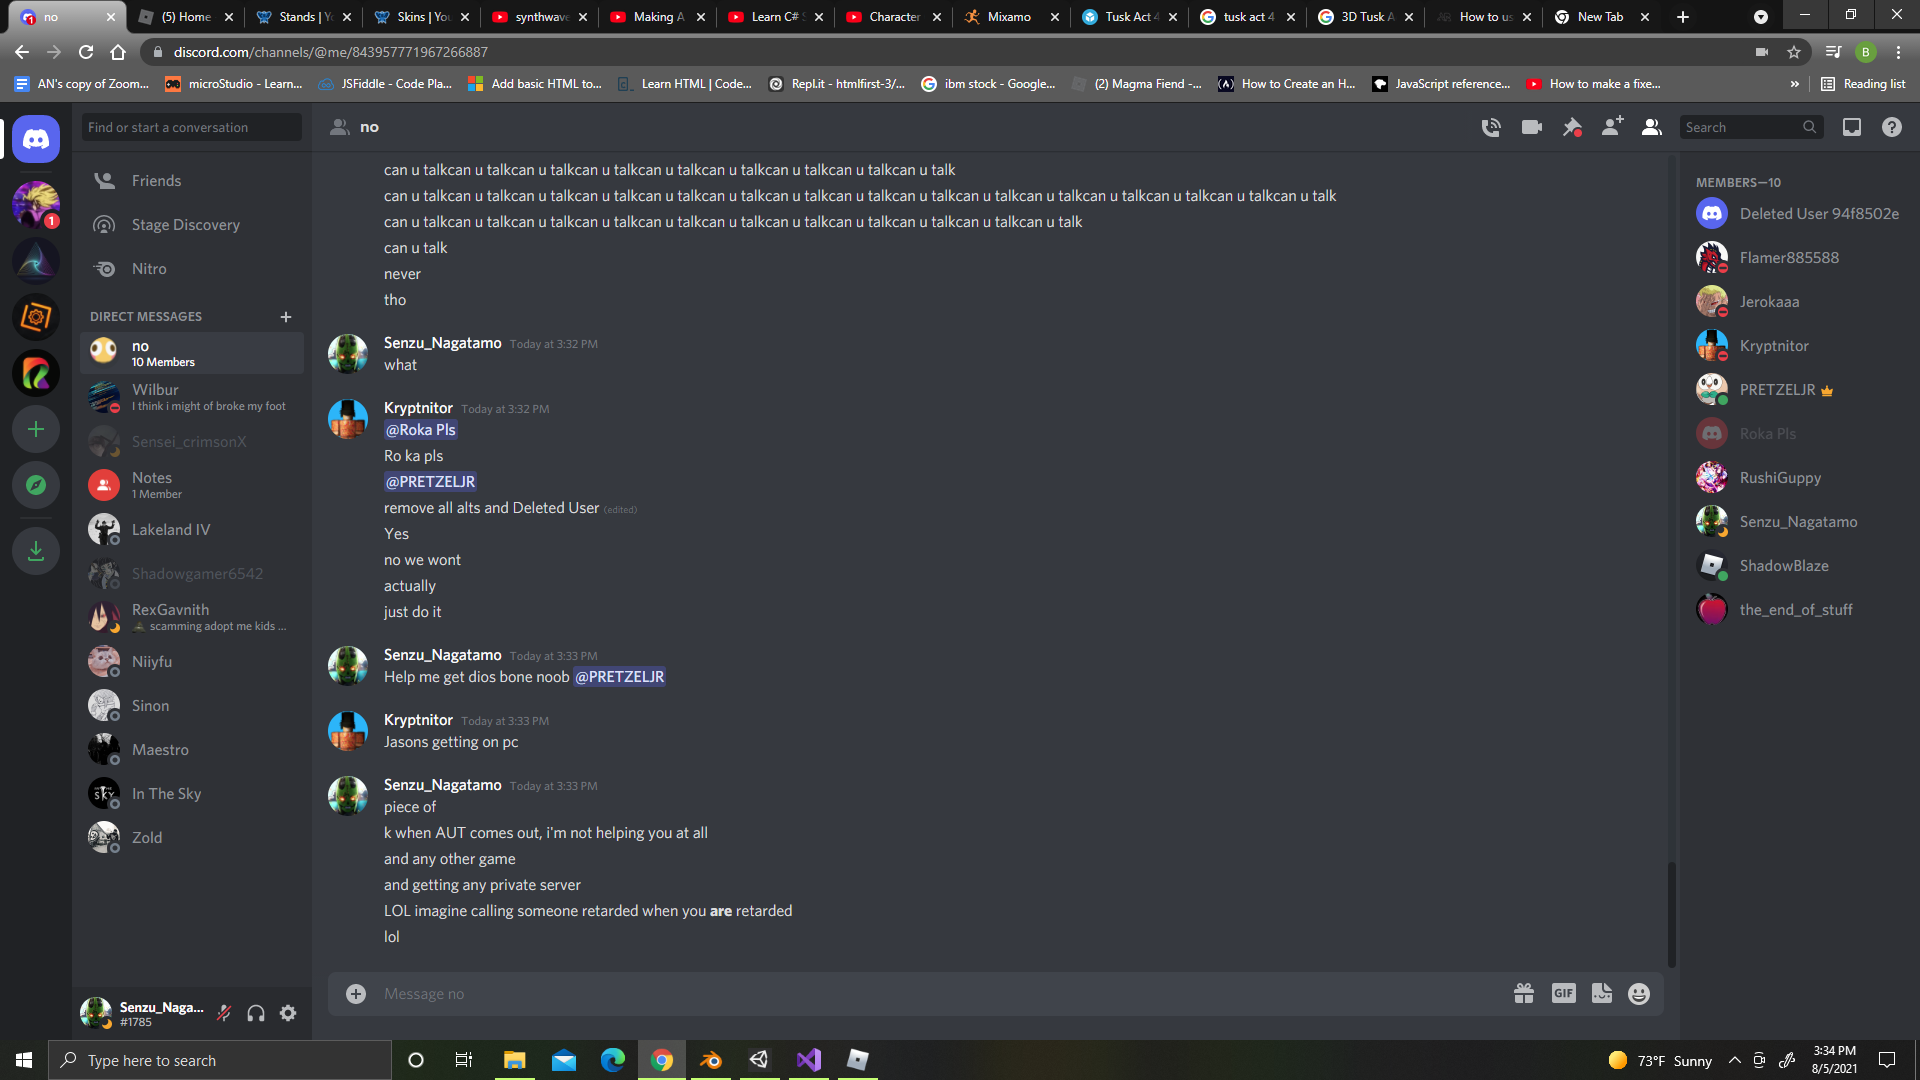 no
(5) Home
Stands | Yo
Skins | You
synthwave
Making A
Learn C# S
Character
Mixamo
Tusk Act 4
tusk act 4
3D Tusk A
How to us
New Tab
discord.com/channels/@me/843957771967266887
B
AN's copy of Zoom...
microStudio - Learn...
JSFiddle - Code Pla...
Add basic HTML to...
Learn HTML | Code...
Repl.it - htmlfirst-3/...
ibm stock - Google...
(2) Magma Fiend -...
How to Create an H...
JavaScript reference...
How to make a fixe...
»
Reading list
Find or start a conversation
Friends
Stage Discovery
Nitro
1
DIRECT MESSAGES
no
10 Members
Wilbur
I think i might of broke my foot
Sensei_crimsonX
Notes
1 Member
Lakeland IV
Shadowgamer6542
RexGavnith
scamming adopt me kids ...
Niiyfu
Sinon
Maestro
In The Sky
Zold
Senzu_Naga...
#1785
no
Search
can u talkcan u talkcan u talkcan u talkcan u talkcan u talkcan u talkcan u talkcan u talk
can u talkcan u talkcan u talkcan u talkcan u talkcan u talkcan u talkcan u talkcan u talkcan u talkcan u talkcan u talkcan u talkcan u talkcan u talk
can u talkcan u talkcan u talkcan u talkcan u talkcan u talkcan u talkcan u talkcan u talkcan u talkcan u talk
can u talk
never
tho
Senzu_Nagatamo Today at 3:32 PM
what
Kryptnitor Today at 3:32 PM
@Roka Pls
Ro ka pls
@PRETZELJR
remove all alts and Deleted User (edited)
Yes
no we wont
actually
just do it
Senzu_Nagatamo Today at 3:33 PM
Help me get dios bone noob @PRETZELJR
Kryptnitor Today at 3:33 PM
Jasons getting on pc
Senzu_Nagatamo Today at 3:33 PM
piece of
k when AUT comes out, i'm not helping you at all
and any other game
and getting any private server
LOL imagine calling someone retarded when you are retarded
lol
Message no
GIF
MEMBERS—10
Deleted User 94f8502e
Flamer885588
Jerokaaa
Kryptnitor
PRETZELJR
Roka Pls
RushiGuppy
Senzu_Nagatamo
ShadowBlaze
the_end_of_stuff
Type here to search
73°F Sunny
3:34 PM
8/5/2021